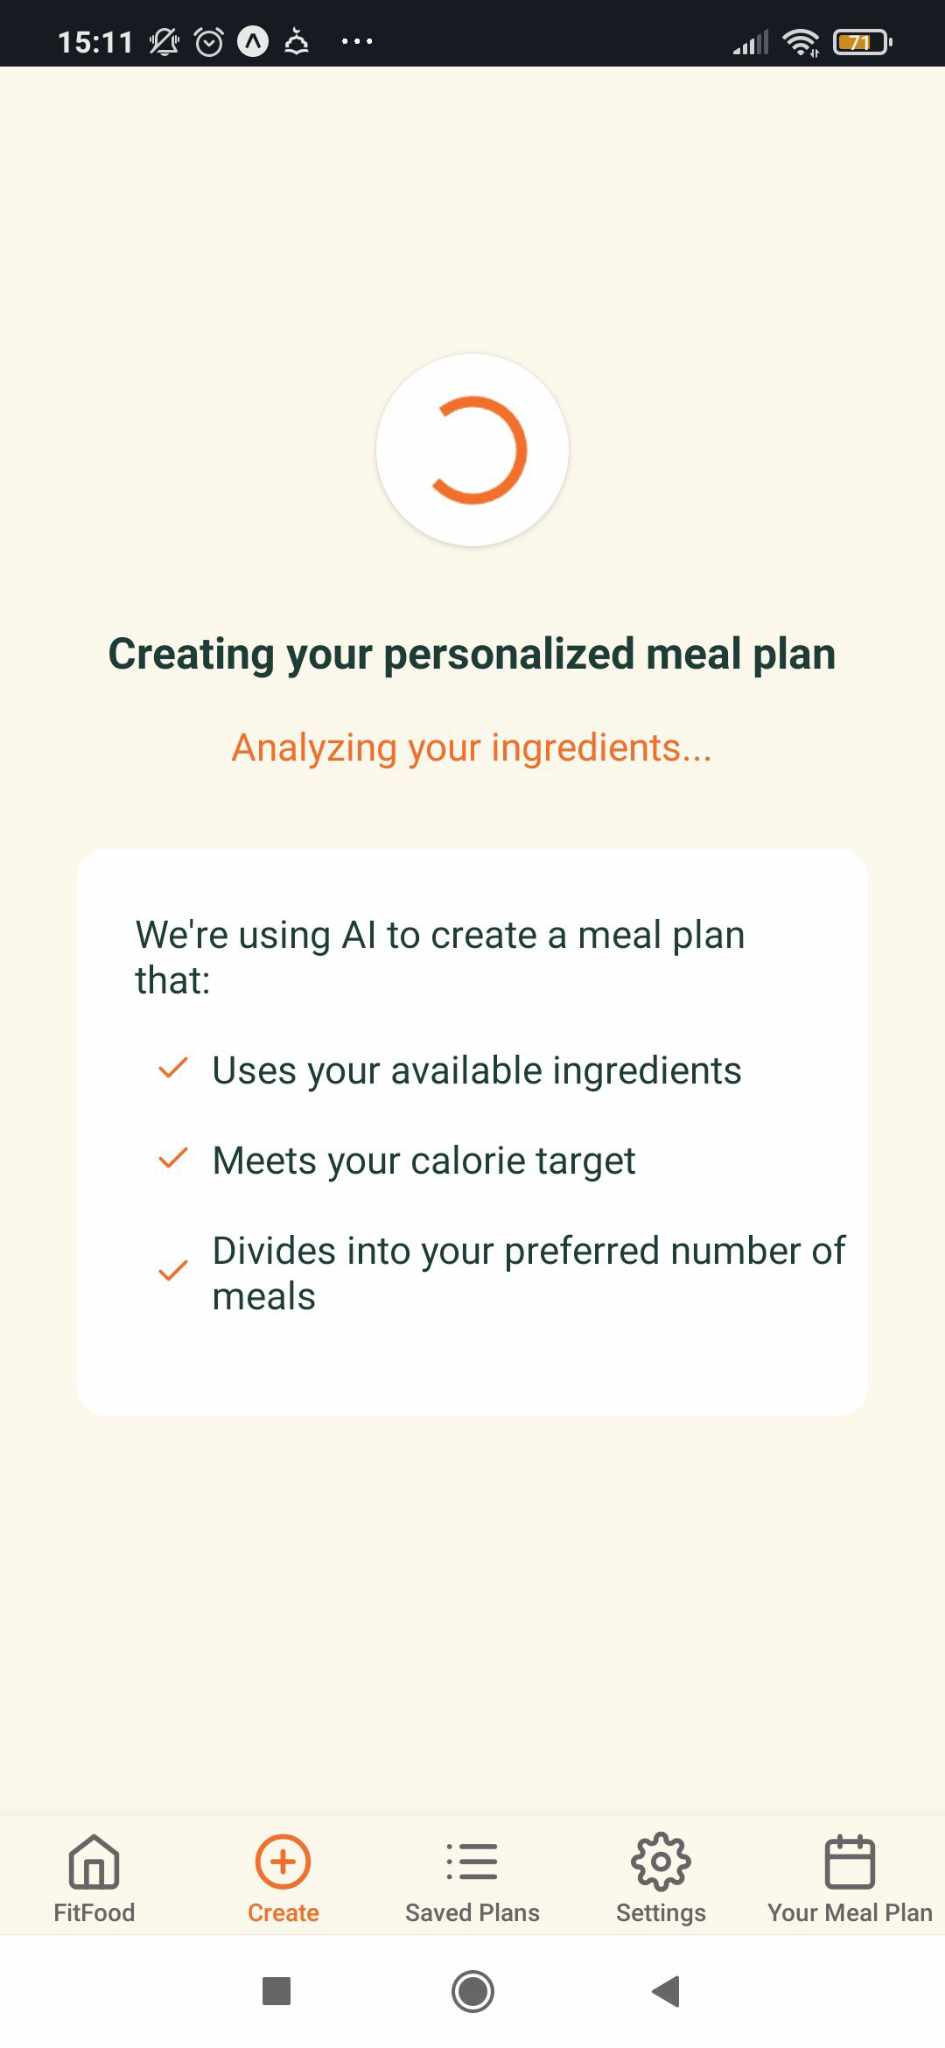 15:11
71
Creating your personalized meal plan
Analyzing your ingredients...
We're using AI to create a meal plan
that:
Uses your available ingredients
Meets your calorie target
Divides into your preferred number of
meals
FitFood
Create
Saved Plans
Settings
Your Meal Plan